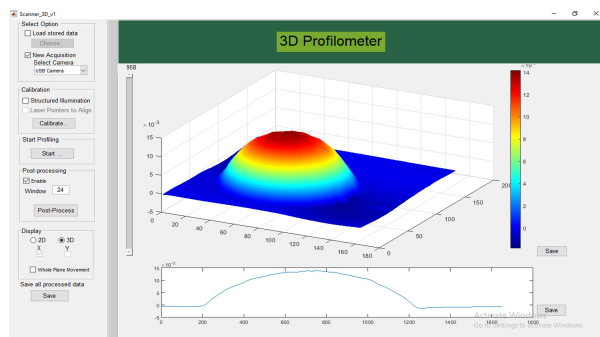 Scanner_3D_v1
Select Option
Load stored data
Choose...
New Acquisition
Select Camera
USB Camera
Calibration
Structured Illumination
Laser Pointers to Align
Calibrate...
Start Profiling
Start ...
Post-processing
Enable
Window 24
Post-Process
Display
2D 3D
X Y
Whole Plane Movement
Save all processed data
Save
3D Profilometer
958
× 10⁻³
15
10
5
0
-5
0 20 40 60 80 100 120 140 160 180
0
50
100
150
200
14
12
10
8
6
4
2
0
Save
× 10⁻³
15
10
5
0
-5
0 200 400 600 800 1000 1200 1400 1600 1800
Save
Activate Windows
Go to Settings to activate Windows.